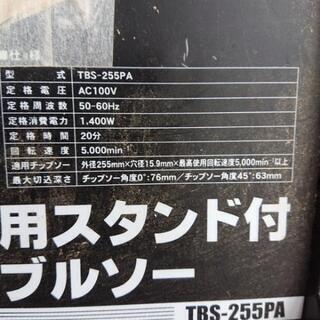 型式 TBS-255PA
定格電圧 AC100V
定格周波数 50-60Hz
定格消費電力 1.400W
定格時間 20分
回転速度 5.000min⁻¹
適用チップソー 外径255mm×穴径15.9mm×最高使用回転速度5,000min⁻¹以上
最大切込深さ チップソー角度0°:76mm/チップソー角度45°:63mm
用スタンド付
ブルソー
TBS-255PA